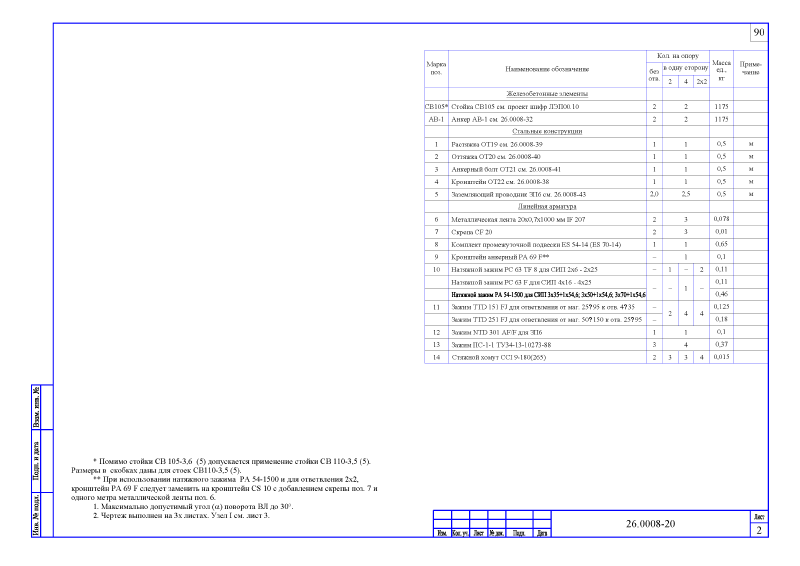 90
Марка поз. | Наименование обозначение | Кол. на опору | Масса ед., кг | Приме-чание
без отв. | в одну сторону
2 | 4 | 2х2
Железобетонные элементы
СВ105* | Стойка СВ105 см. проект шифр ЛЭП00.10 | 2 | 2 | 1175
АВ-1 | Анкер АВ-1 см. 26.0008-32 | 2 | 2 | 1175
Стальные конструкции
1 | Растяжка ОТ19 см. 26.0008-39 | 1 | 1 | 0,5 | м
2 | Оттяжка ОТ20 см. 26.0008-40 | 1 | 1 | 0,5 | м
3 | Анкерный болт ОТ21 см. 26.0008-41 | 1 | 1 | 0,5 | м
4 | Кронштейн ОТ22 см. 26.0008-38 | 1 | 1 | 0,5 | м
5 | Заземляющий проводник ЗП6 см. 26.0008-43 | 2,0 | 2,5 | 0,5 | м
Линейная арматура
6 | Металлическая лента 20х0,7х1000 мм IF 207 | 2 | 3 | 0,078
7 | Скрепа CF 20 | 2 | 3 | 0,01
8 | Комплект промежуточной подвески ES 54-14 (ES 70-14) | 1 | 1 | 0,65
9 | Кронштейн анкерный PA 69 F** | – | 1 | 0,1
10 | Натяжной зажим PC 63 TF 8 для СИП 2х6 - 2х25 | – | 1 | – | 2 | 0,11
Натяжной зажим PC 63 F для СИП 4х16 - 4х25 | – | – | 1 | – | 0,11
Натяжной зажим PA 54-1500 для СИП 3х35+1х54,6; 3х50+1х54,6; 3х70+1х54,6 | 0,46
11 | Зажим TTD 151 FJ для ответвления от маг. 25?95 к отв. 4?35 | – | 2 | 4 | 4 | 0,125
Зажим TTD 251 FJ для ответвления от маг. 50?150 к отв. 25?95 | – | 0,18
12 | Зажим NTD 301 AF/F для ЗП6 | 1 | 1 | 0,1
13 | Зажим ПС-1-1 ТУ34-13-10273-88 | 3 | 4 | 0,37
14 | Стяжной хомут СС19-180(265) | 2 | 3 | 3 | 4 | 0,015
* Помимо стойки СВ 105-3,6 (5) допускается применение стойки СВ 110-3,5 (5).
Размеры в скобках даны для стоек СВ110-3,5 (5).
** При использовании натяжного зажима PA 54-1500 и для ответвления 2х2,
кронштейн PA 69 F следует заменить на кронштейн CS 10 с добавлением скрепы поз. 7 и
одного метра металлической ленты поз. 6.
1. Максимально допустимый угол (α) поворота ВЛ до 30°.
2. Чертеж выполнен на 3х листах. Узел I см. лист 3.
Взам. инв. №
Подп. и дата
Инв. № подл.
Изм. | Кол. уч. | Лист | № док. | Подп. | Дата
26.0008-20
Лист
2